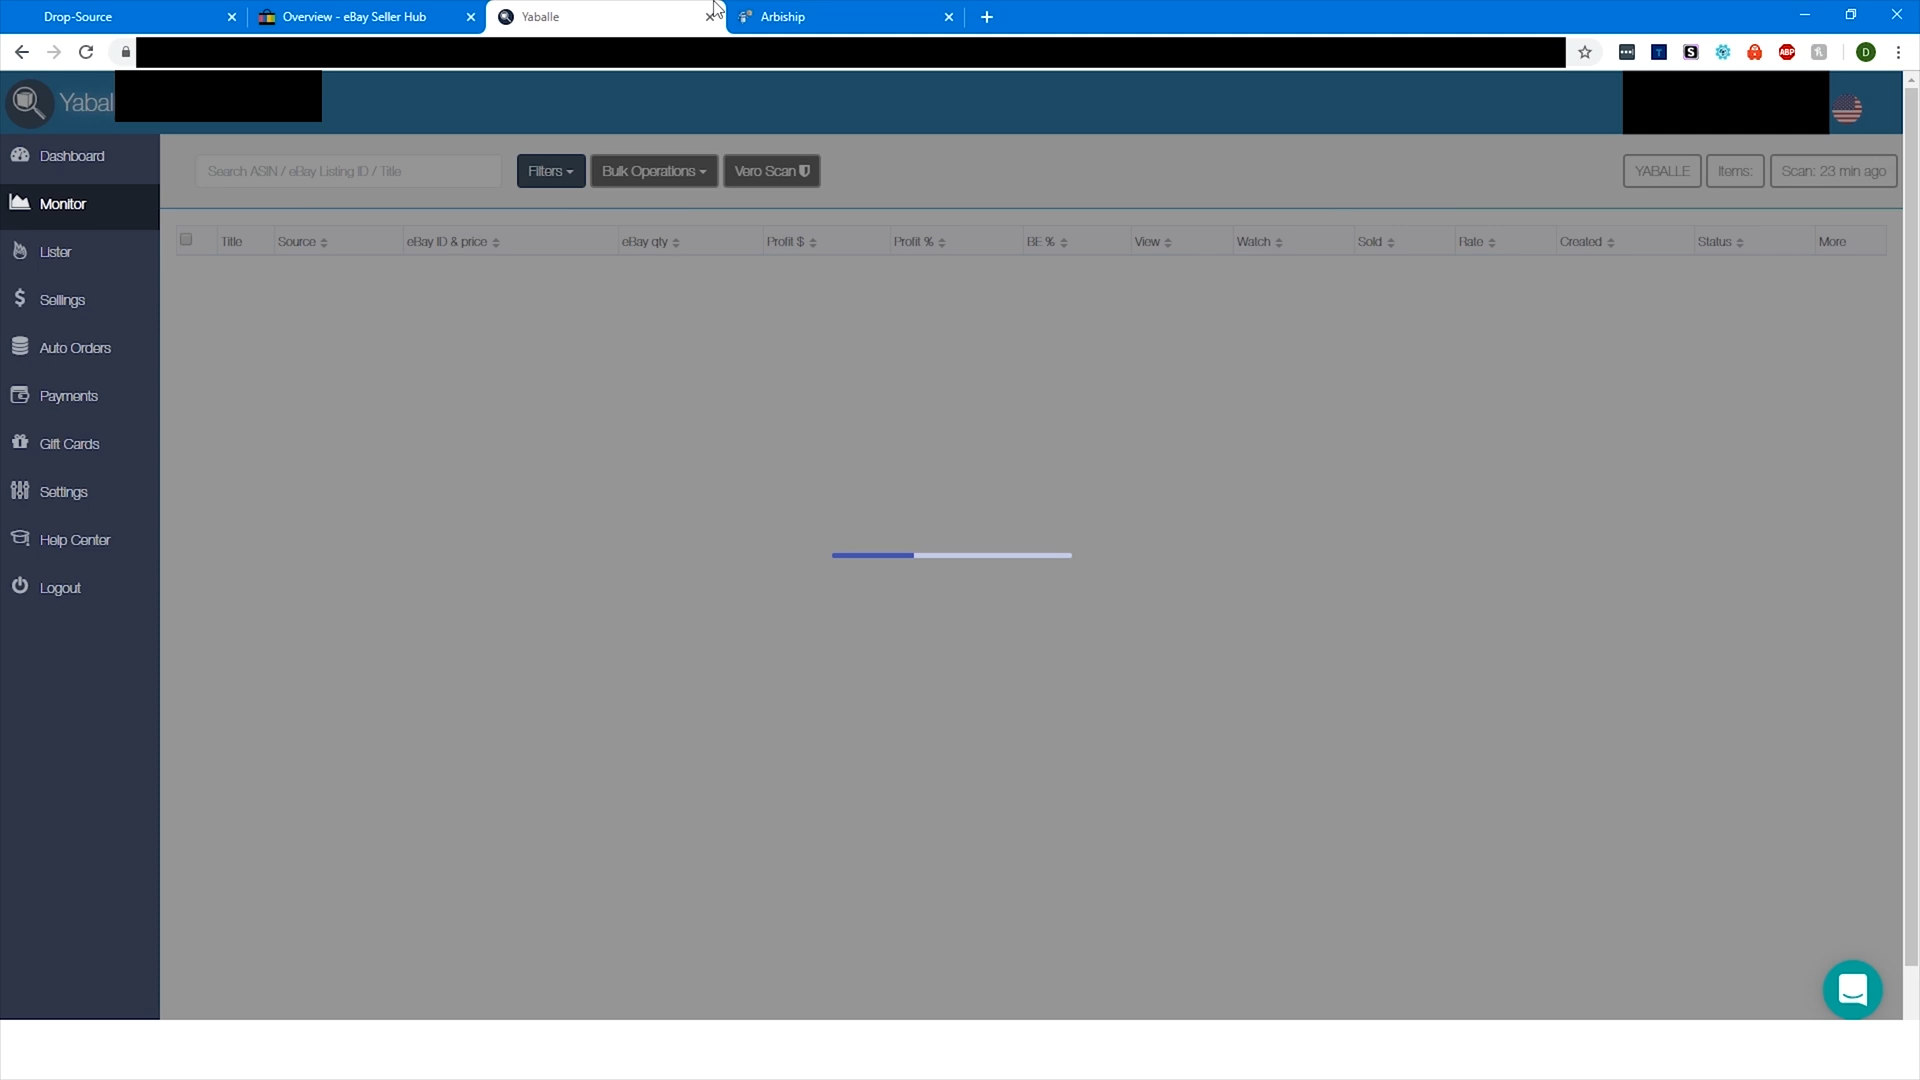 Drop-Source
Overview - eBay Seller Hub
Yaballe
Arbiship
D
Yabal
Dashboard
Monitor
Lister
Sellings
Auto Orders
Payments
Gift Cards
Settings
Help Center
Logout
Search ASIN / eBay Listing ID / Title
Filters
Bulk Operations
Vero Scan
YABALLE
Items:
Scan: 23 min ago
Title Source eBay ID & price eBay qty Profit $ Profit % BE % View Watch Sold Rate Created Status More
T
S
ABP